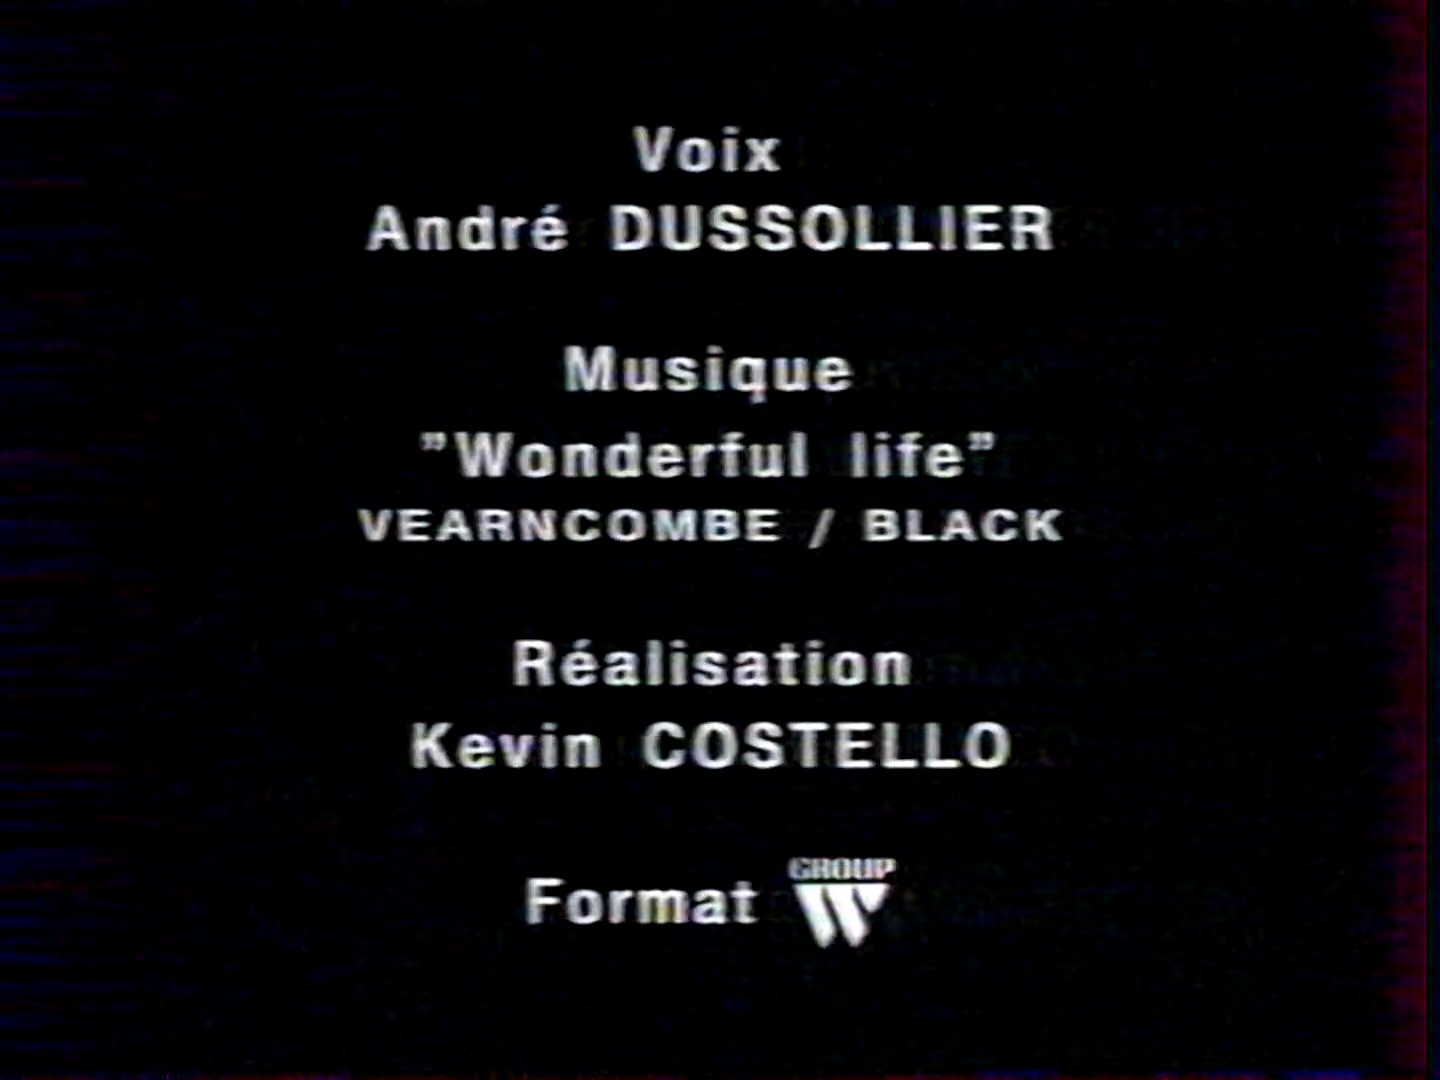 Voix
André DUSSOLLIER
Musique
"Wonderful life"
VEARNCOMBE / BLACK
Réalisation
Kevin COSTELLO
Format GROUP W